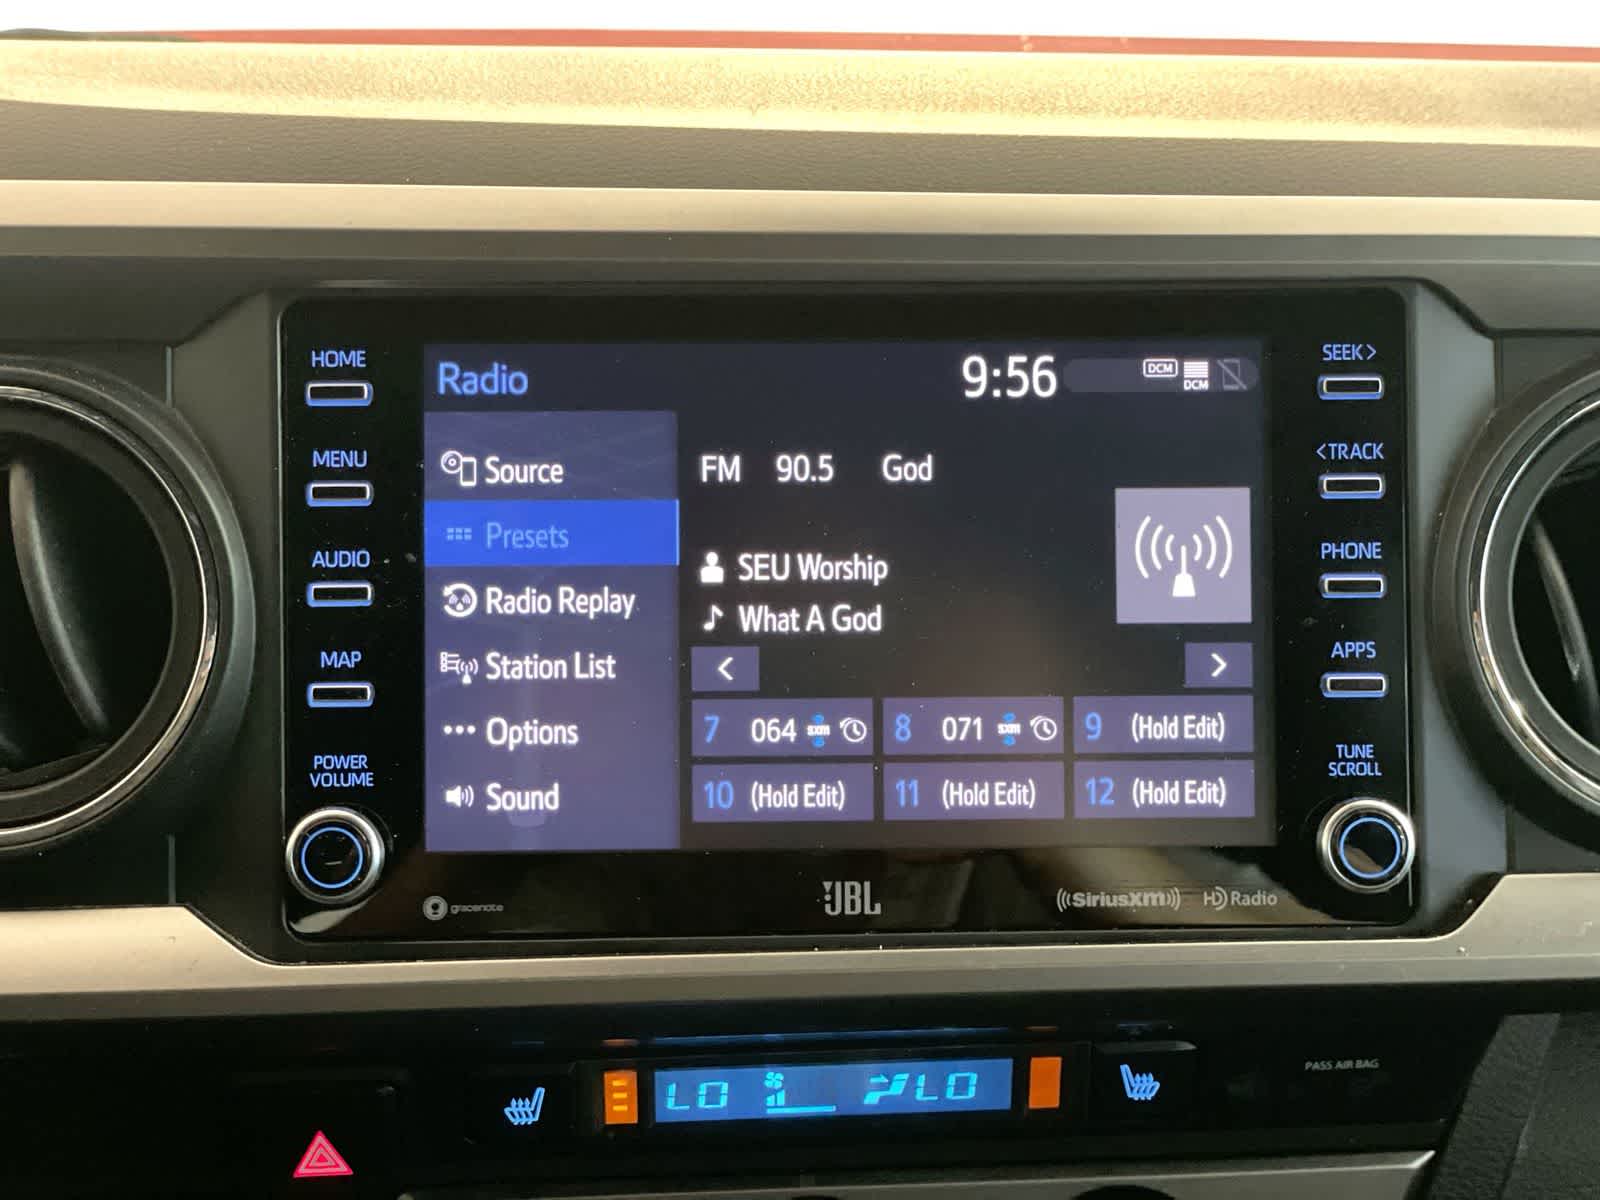 HOME
MENU
AUDIO
MAP
POWER
VOLUME
Radio
9:56
DCM
DCM
Source
Presets
Radio Replay
Station List
Options
Sound
FM 90.5 God
SEU Worship
What A God
<
>
7 064 sxm
8 071 sxm
9 (Hold Edit)
10 (Hold Edit)
11 (Hold Edit)
12 (Hold Edit)
SEEK>
<TRACK
PHONE
APPS
TUNE
SCROLL
gracenote
JBL
SiriusXM
HD Radio
LO LO
PASS AIR BAG